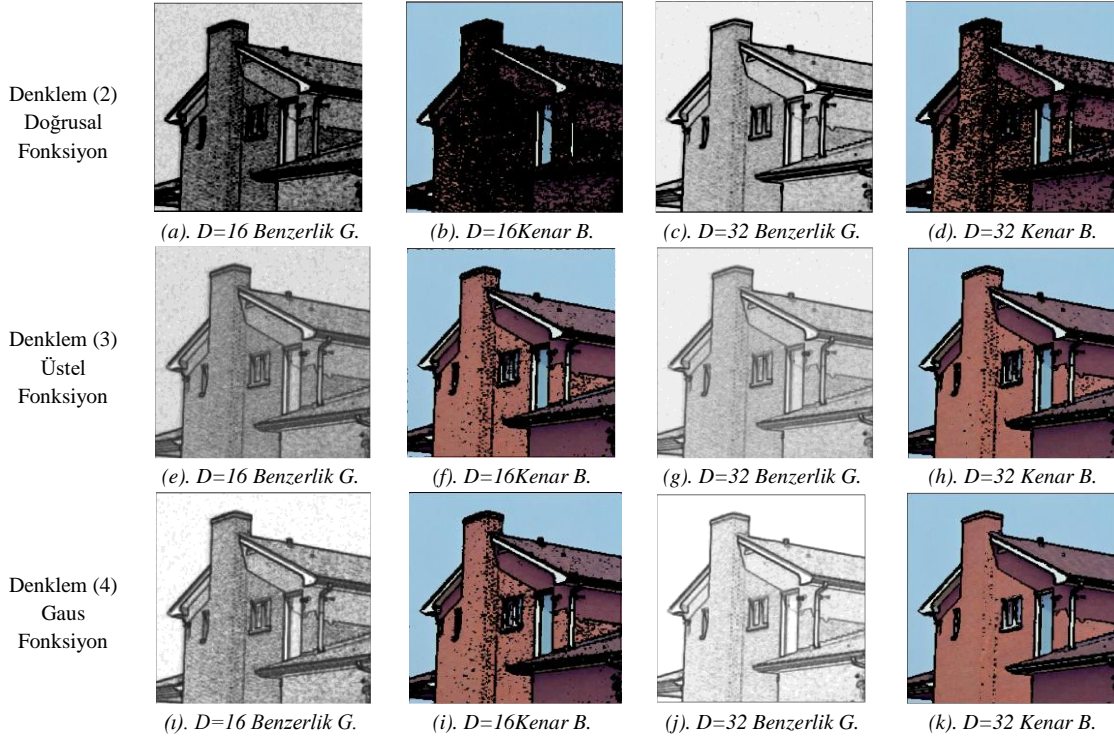 Denklem (2)
Doğrusal
Fonksiyon
(a). D=16 Benzerlik G.
(b). D=16Kenar B.
(c). D=32 Benzerlik G.
(d). D=32 Kenar B.
Denklem (3)
Üstel
Fonksiyon
(e). D=16 Benzerlik G.
(f). D=16Kenar B.
(g). D=32 Benzerlik G.
(h). D=32 Kenar B.
Denklem (4)
Gaus
Fonksiyon
(ı). D=16 Benzerlik G.
(i). D=16Kenar B.
(j). D=32 Benzerlik G.
(k). D=32 Kenar B.